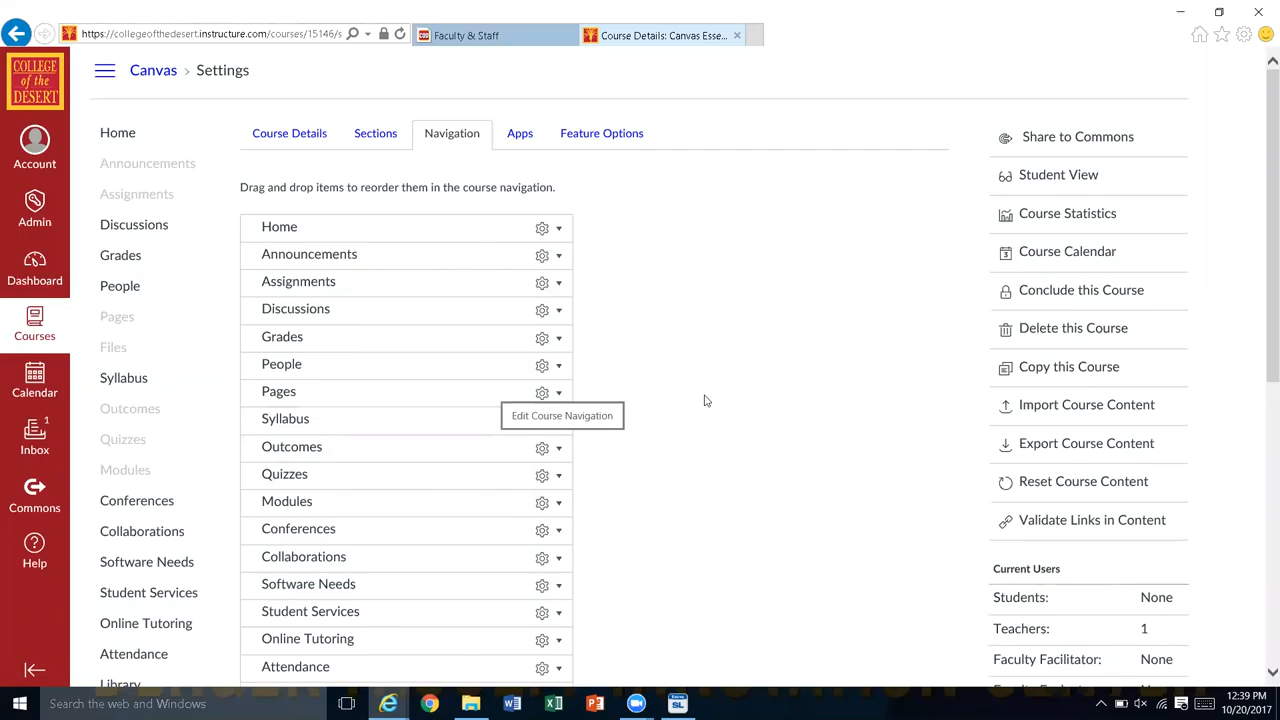 https://collegeofthedesert.instructure.com/courses/15146/s
Faculty & Staff
Course Details: Canvas Esse...
COLLEGE
of the
DESERT
Canvas > Settings
Account
Admin
Dashboard
Courses
Calendar
1
Inbox
Commons
Help
Home
Announcements
Assignments
Discussions
Grades
People
Pages
Files
Syllabus
Outcomes
Quizzes
Modules
Conferences
Collaborations
Software Needs
Student Services
Online Tutoring
Attendance
Library
Course Details
Sections
Navigation
Apps
Feature Options
Drag and drop items to reorder them in the course navigation.
Home
Announcements
Assignments
Discussions
Grades
People
Pages
Edit Course Navigation
Syllabus
Outcomes
Quizzes
Modules
Conferences
Collaborations
Software Needs
Student Services
Online Tutoring
Attendance
Share to Commons
Student View
Course Statistics
Course Calendar
Conclude this Course
Delete this Course
Copy this Course
Import Course Content
Export Course Content
Reset Course Content
Validate Links in Content
Current Users
Students: None
Teachers: 1
Faculty Facilitator: None
Search the web and Windows
12:39 PM
10/20/2017